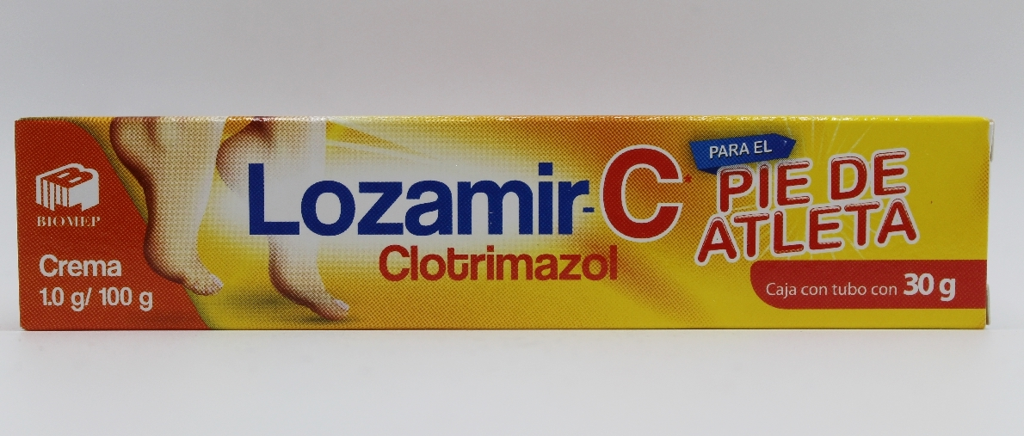 BIOMEP
Crema
1.0 g/ 100 g
Lozamir-C
Clotrimazol
PARA EL
PIE DE
ATLETA
Caja con tubo con 30 g